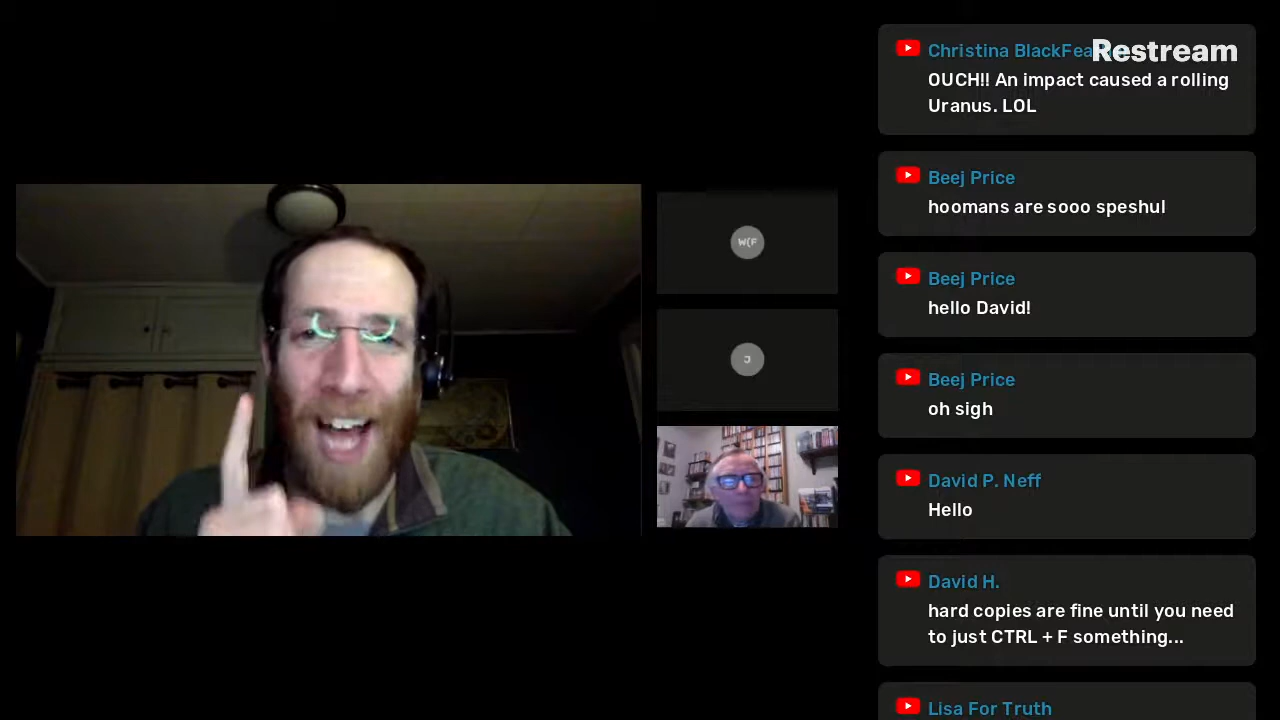 Christina BlackFea
Restream
OUCH!! An impact caused a rolling
Uranus. LOL
Beej Price
hoomans are sooo speshul
Beej Price
hello David!
Beej Price
oh sigh
David P. Neff
Hello
David H.
hard copies are fine until you need
to just CTRL + F something...
Lisa For Truth
W(F
J